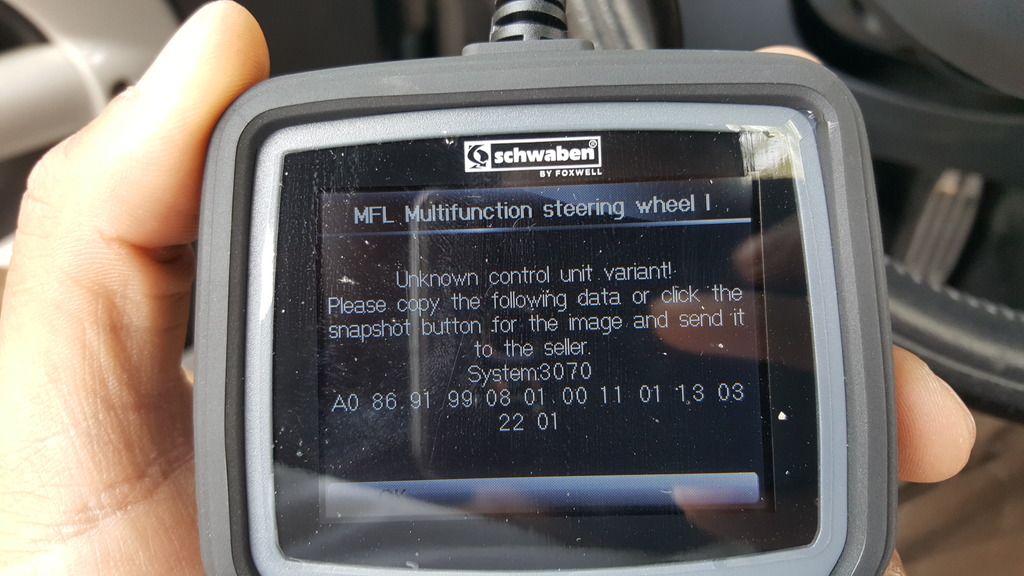 schwaben®
BY FOXWELL
MFL Multifunction steering wheel I
Unknown control unit variant!
Please copy the following data or click the
snapshot button for the image and send it
to the seller.
System:3070
A0 86 91 99 08 01 00 11 01 13 03
22 01
OK